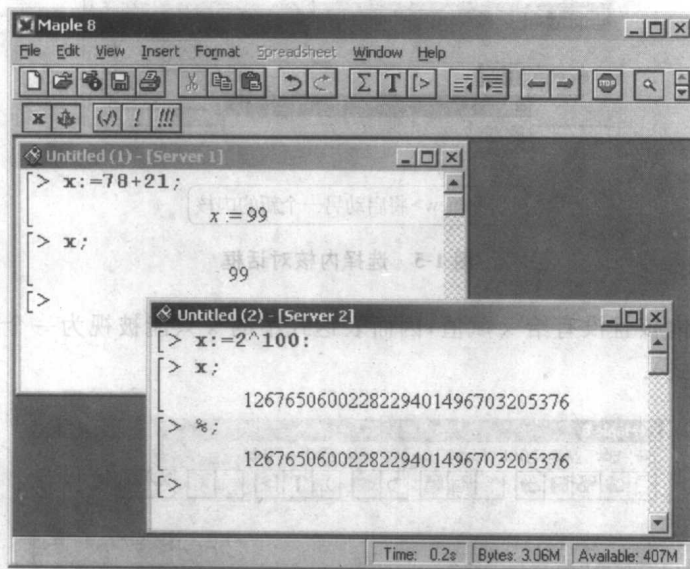 Maple 8
File Edit View Insert Format Spreadsheet Window Help
Σ T [>
STOP
x (√) ! !!!
Untitled (1) - [Server 1]
[> x:=78+21;
x := 99
[> x;
99
[>
Untitled (2) - [Server 2]
[> x:=2^100:
[> x;
1267650600228229401496703205376
[> %;
1267650600228229401496703205376
[>
Time: 0.2s Bytes: 3.06M Available: 407M